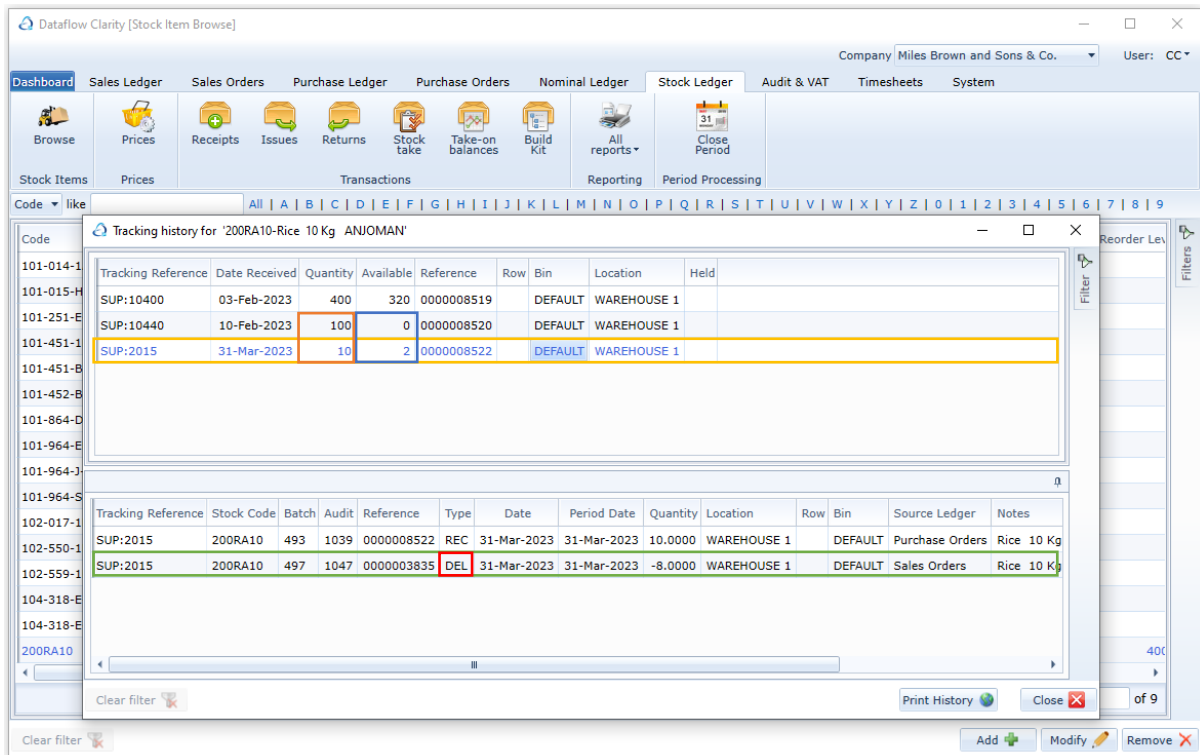 Dataflow Clarity [Stock Item Browse]
Company Miles Brown and Sons & Co. User: CC
Dashboard Sales Ledger Sales Orders Purchase Ledger Purchase Orders Nominal Ledger Stock Ledger Audit & VAT Timesheets System
Browse Prices Receipts Issues Returns Stock take Take-on balances Build Kit All reports 31 Close Period
Stock Items Prices Transactions Reporting Period Processing
Code like All | A | B | C | D | E | F | G | H | I | J | K | L | M | N | O | P | Q | R | S | T | U | V | W | X | Y | Z | 0 | 1 | 2 | 3 | 4 | 5 | 6 | 7 | 8 | 9
Code Reorder Lev Filters
101-014-1
101-015-H
101-251-E
101-451-1
101-451-B
101-452-B
101-864-D
101-964-E
101-964-J-
101-964-S
102-017-1
102-550-1
102-559-1
104-318-E
104-318-E
200RA10 400
Tracking history for '200RA10-Rice 10 Kg ANJOMAN'
Tracking Reference Date Received Quantity Available Reference Row Bin Location Held Filter
SUP:10400 03-Feb-2023 400 320 0000008519 DEFAULT WAREHOUSE 1
SUP:10440 10-Feb-2023 100 0 0000008520 DEFAULT WAREHOUSE 1
SUP:2015 31-Mar-2023 10 2 0000008522 DEFAULT WAREHOUSE 1
Tracking Reference Stock Code Batch Audit Reference Type Date Period Date Quantity Location Row Bin Source Ledger Notes
SUP:2015 200RA10 493 1039 0000008522 REC 31-Mar-2023 31-Mar-2023 10.0000 WAREHOUSE 1 DEFAULT Purchase Orders Rice 10 Kg
SUP:2015 200RA10 497 1047 0000003835 DEL 31-Mar-2023 31-Mar-2023 -8.0000 WAREHOUSE 1 DEFAULT Sales Orders Rice 10 Kg
Clear filter Print History Close
of 9
Clear filter Add Modify Remove